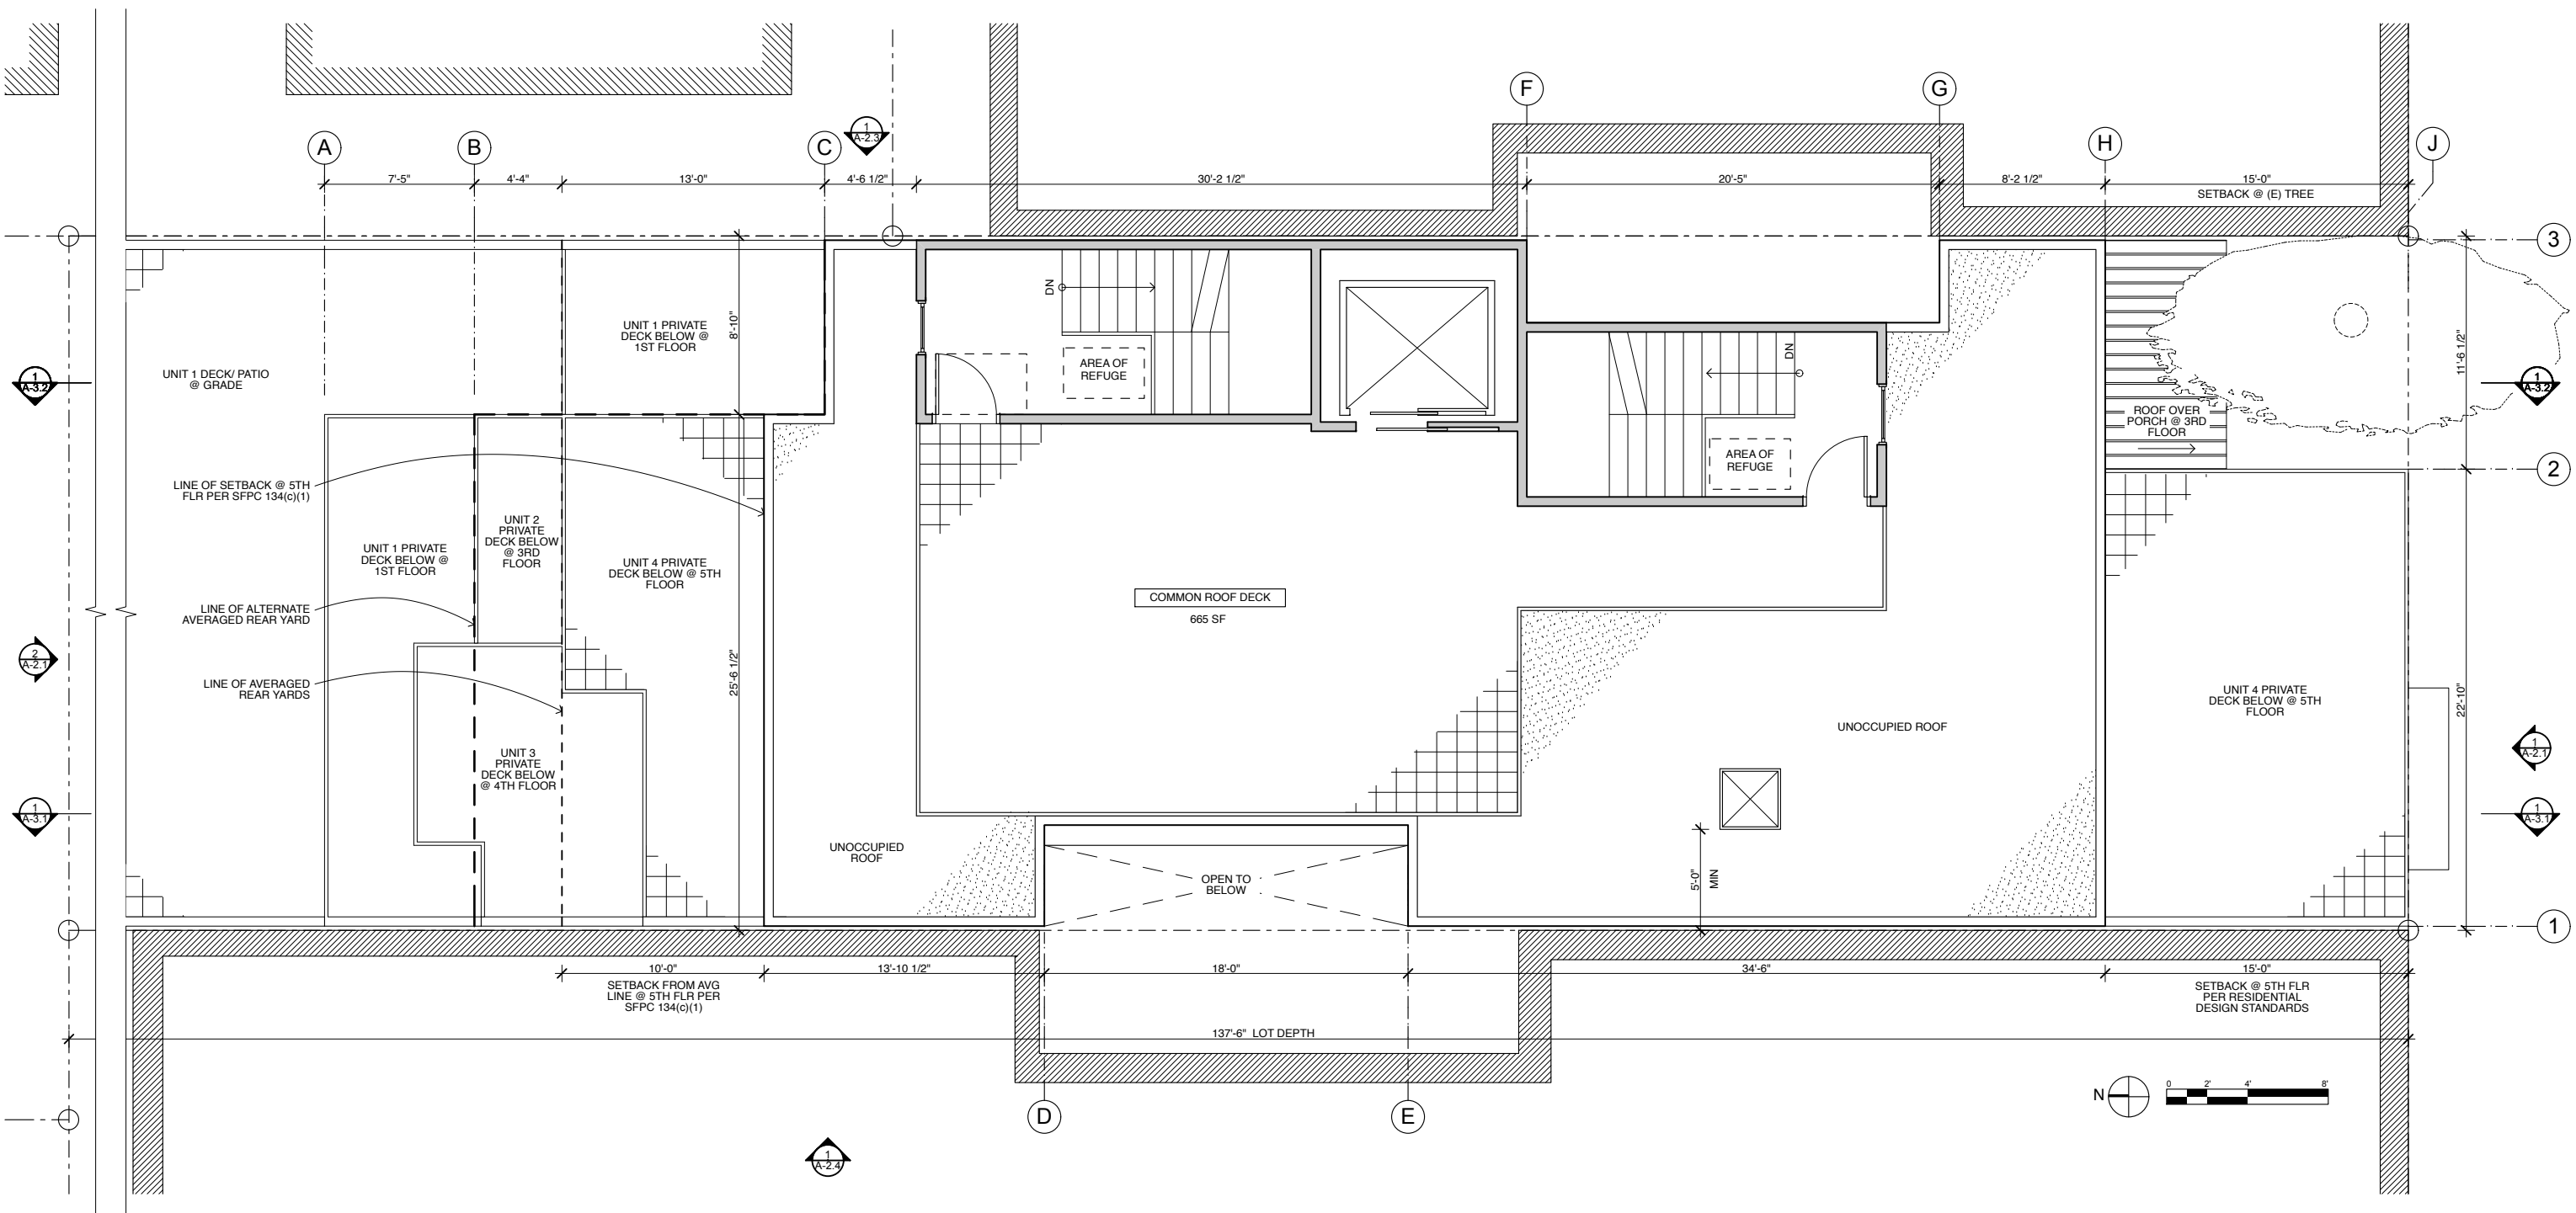 F
G
A
B
C
H
J
1
A-2.3
7'-5"
4'-4"
13'-0"
4'-6 1/2"
30'-2 1/2"
20'-5"
8'-2 1/2"
15'-0"
SETBACK @ (E) TREE
3
UNIT 1 PRIVATE
DECK BELOW @
1ST FLOOR
8'-10"
DN
AREA OF
REFUGE
DN
AREA OF
REFUGE
11'-6 1/2"
UNIT 1 DECK/ PATIO
@ GRADE
1
A-3.2
1
A-3.2
ROOF OVER
PORCH @ 3RD
FLOOR
2
LINE OF SETBACK @ 5TH
FLR PER SFPC 134(c)(1)
UNIT 1 PRIVATE
DECK BELOW @
1ST FLOOR
UNIT 2
PRIVATE
DECK BELOW
@ 3RD
FLOOR
UNIT 4 PRIVATE
DECK BELOW @ 5TH
FLOOR
COMMON ROOF DECK
665 SF
LINE OF ALTERNATE
AVERAGED REAR YARD
2
A-2.1
LINE OF AVERAGED
REAR YARDS
25'-6 1/2"
UNIT 3
PRIVATE
DECK BELOW
@ 4TH FLOOR
UNOCCUPIED ROOF
UNIT 4 PRIVATE
DECK BELOW @ 5TH
FLOOR
22'-10"
1
A-2.1
1
A-3.1
1
A-3.1
UNOCCUPIED
ROOF
OPEN TO
BELOW
5'-0"
MIN
1
10'-0"
13'-10 1/2"
18'-0"
34'-6"
15'-0"
SETBACK FROM AVG
LINE @ 5TH FLR PER
SFPC 134(c)(1)
SETBACK @ 5TH FLR
PER RESIDENTIAL
DESIGN STANDARDS
137'-6" LOT DEPTH
D
E
N
0
2'
4'
8'
1
A-2.4